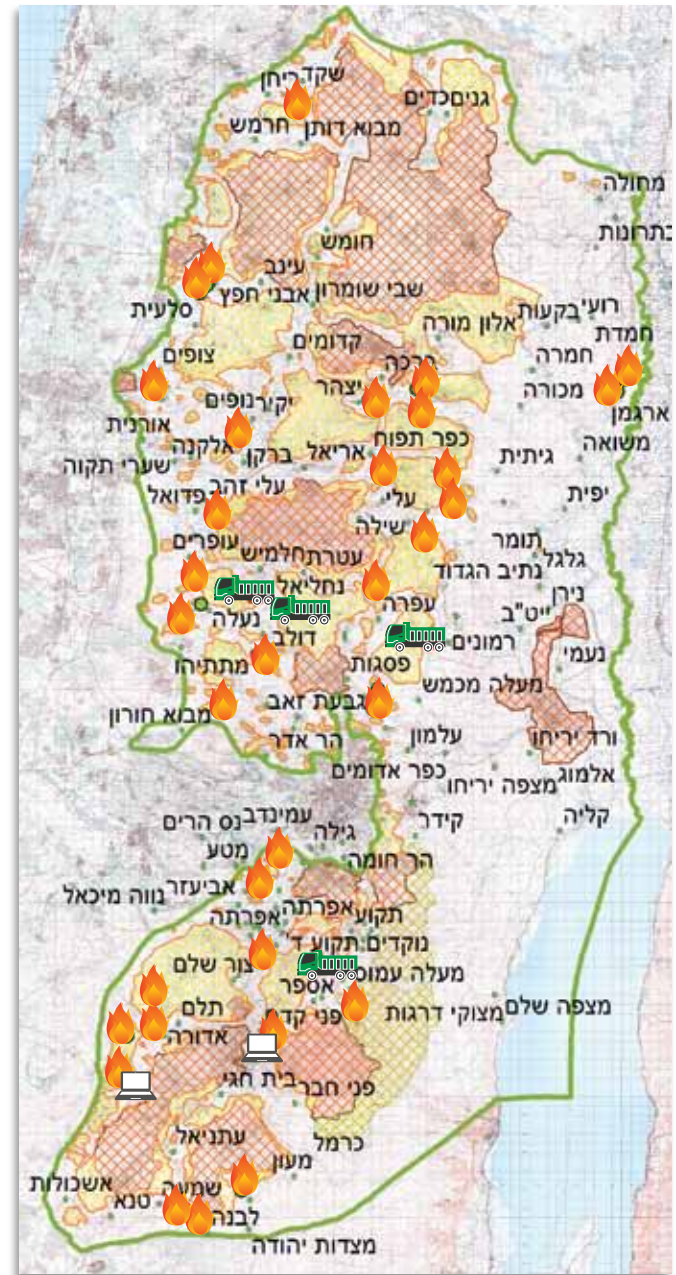 שקד
ריחן
גנים
כדים
חרמש
מבוא דותן
מחולה
חומש
עינב
אבני חפץ
שבי שומרון
סלעית
רועי
בקעות
אלון מורה
חמדת
קדומים
צופים
חמרה
ברכה
יצהר
מכורה
יקיר
נופים
ארגמן
אורנית
כפר תפוח
משואה
אלקנה
ברקן
אריאל
גיתית
שערי תקוה
עלי זהב
פדואל
עלי
יפית
שילה
עופרים
תומר
חלמיש
עטרת
גלגל
נתיב הגדוד
נחליאל
נירן
עפרה
ייט"ב
נעלה
דולב
רמונים
נעמי
מתתיהו
פסגות
מעלה מכמש
גבעת זאב
מבוא חורון
עלמון
ורד יריחו
הר אדר
כפר אדומים
אלמוג
מצפה יריחו
עמינדב
נס הרים
גילה
קידר
קליה
מטע
הר חומה
אביעזר
נווה מיכאל
אפרתה
תקוע
אפרתה
נוקדים
תקוע ד'
צור שלם
מעלה עמוס
אספר
תלם
פני קדם
מצוקי דרגות
מצפה שלם
אדורה
בית חגי
פני חבר
עתניאל
כרמל
מעון
אשכולות
שמעה
טנא
לבנה
מצדות יהודה